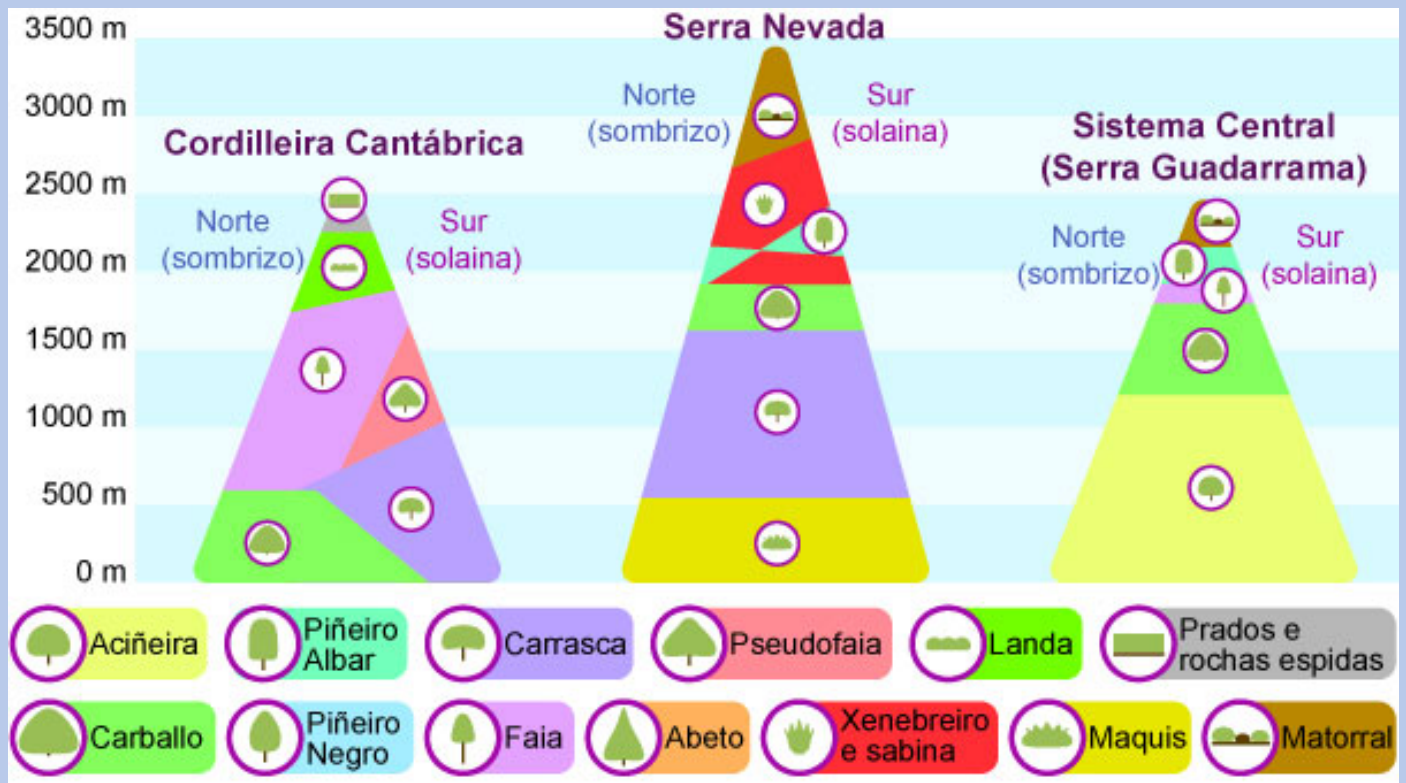 3500 m
3000 m
2500 m
2000 m
1500 m
1000 m
500 m
0 m
Cordilleira Cantábrica
Norte
(sombrizo)
Sur
(solaina)
Serra Nevada
Norte
(sombrizo)
Sur
(solaina)
Sistema Central
(Serra Guadarrama)
Norte
(sombrizo)
Sur
(solaina)
Aciñeira
Piñeiro
Albar
Carrasca
Pseudofaia
Landa
Prados e
rochas espidas
Carballo
Piñeiro
Negro
Faia
Abeto
Xenebreiro
e sabina
Maquis
Matorral